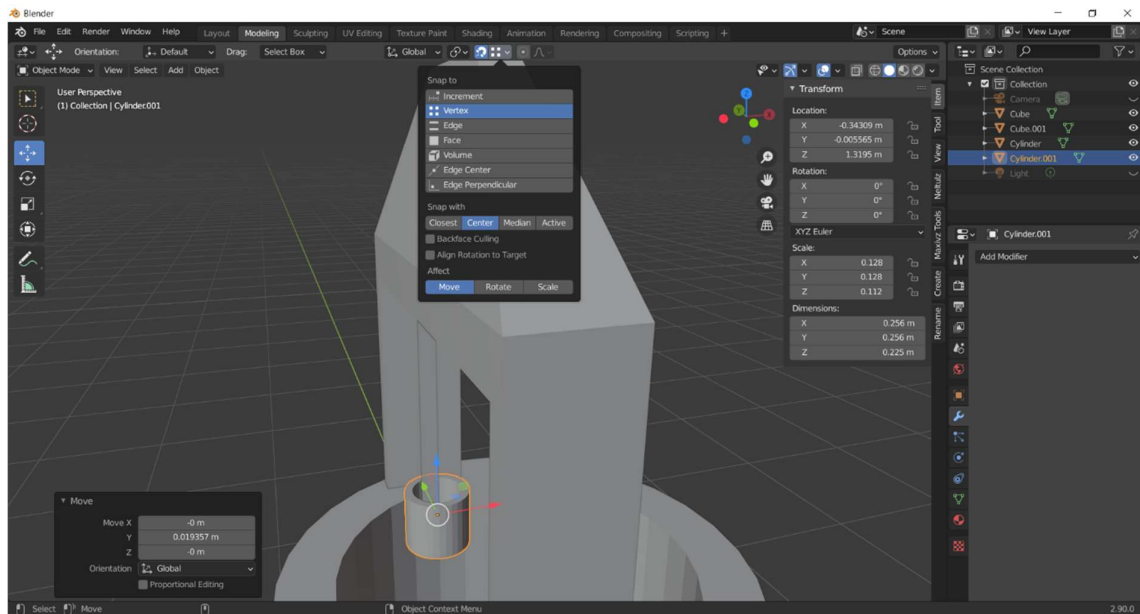 Blender
File Edit Render Window Help Layout Modeling Sculpting UV Editing Texture Paint Shading Animation Rendering Compositing Scripting + Scene View Layer
Orientation: Default Drag: Select Box Global Options
Object Mode View Select Add Object
User Perspective
(1) Collection | Cylinder.001
Snap to
Increment
Vertex
Edge
Face
Volume
Edge Center
Edge Perpendicular
Snap with
Closest Center Median Active
Backface Culling
Align Rotation to Target
Affect
Move Rotate Scale
Z
Y
X
Transform
Location:
X -0.34309 m
Y -0.005565 m
Z 1.3195 m
Rotation:
X 0°
Y 0°
Z 0°
XYZ Euler
Scale:
X 0.128
Y 0.128
Z 0.112
Dimensions:
X 0.256 m
Y 0.256 m
Z 0.225 m
Item
Tool
View
Neltulz
Maxivz Tools
Create
Rename
Scene Collection
Collection
Camera
Cube
Cube.001
Cylinder
Cylinder.001
Light
Cylinder.001
Add Modifier
Move
Move X -0 m
Y 0.019357 m
Z -0 m
Orientation Global
Proportional Editing
Select Move Object Context Menu 2.90.0